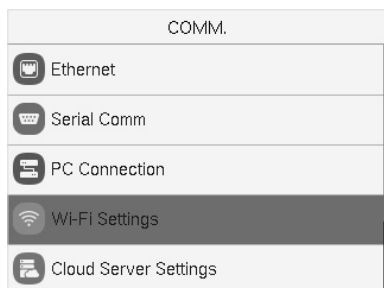 COMM.
Ethernet
Serial Comm
PC Connection
Wi-Fi Settings
Cloud Server Settings